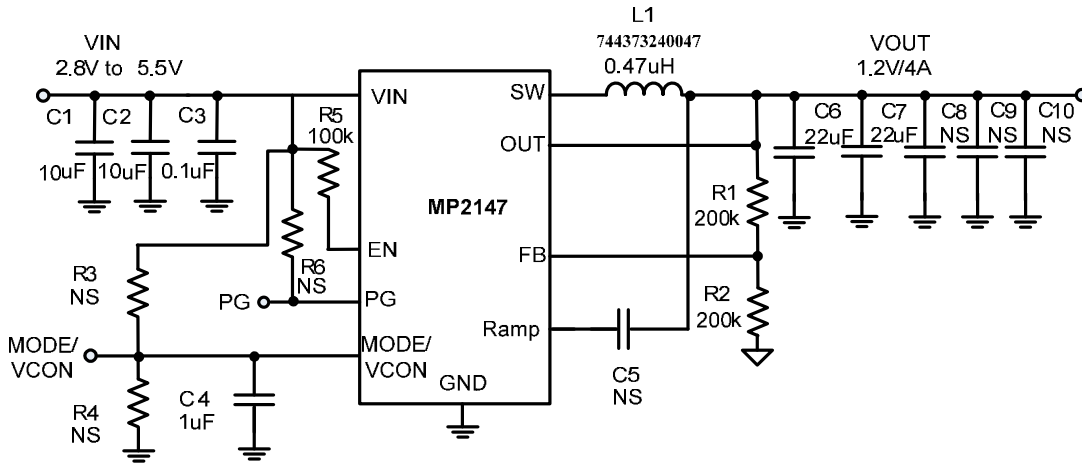 L1
744373240047
0.47uH
VIN
2.8V to 5.5V
VOUT
1.2V/4A
C1
C2
C3
10uF
10uF
0.1uF
R5
100k
VIN
SW
OUT
C6
22uF
C7
22uF
C8
NS
C9
NS
C10
NS
MP2147
R1
200k
EN
FB
R3
NS
R6
NS
PG
PG
R2
200k
Ramp
MODE/
VCON
MODE/
VCON
GND
C5
NS
R4
NS
C4
1uF